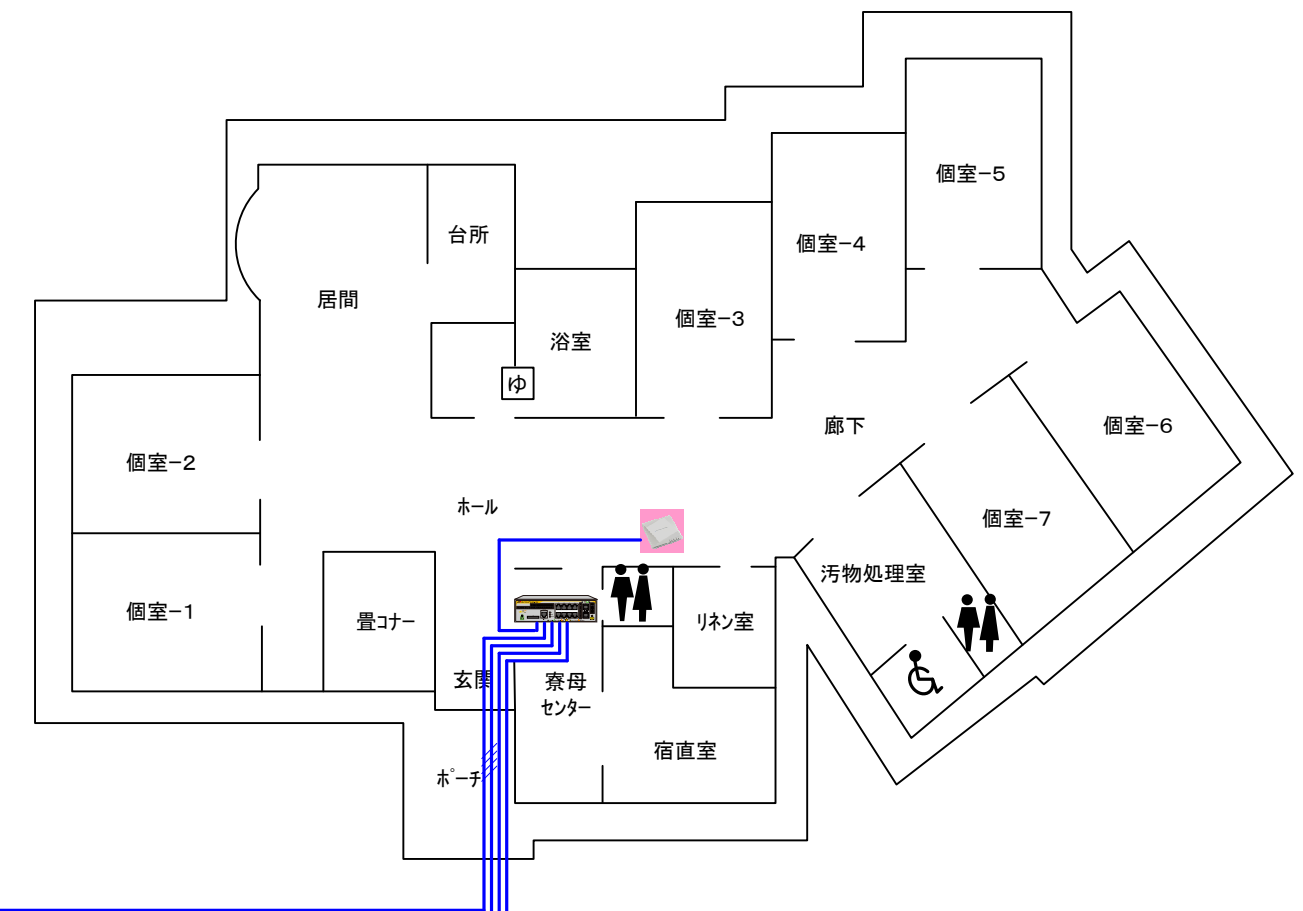 個室−5
台所
個室−4
居間
個室−3
浴室
ゆ
廊下
個室−6
個室−2
ホール
個室−7
汚物処理室
個室−1
畳コナー
リネン室
玄関
寮母
センター
宿直室
ポーチ